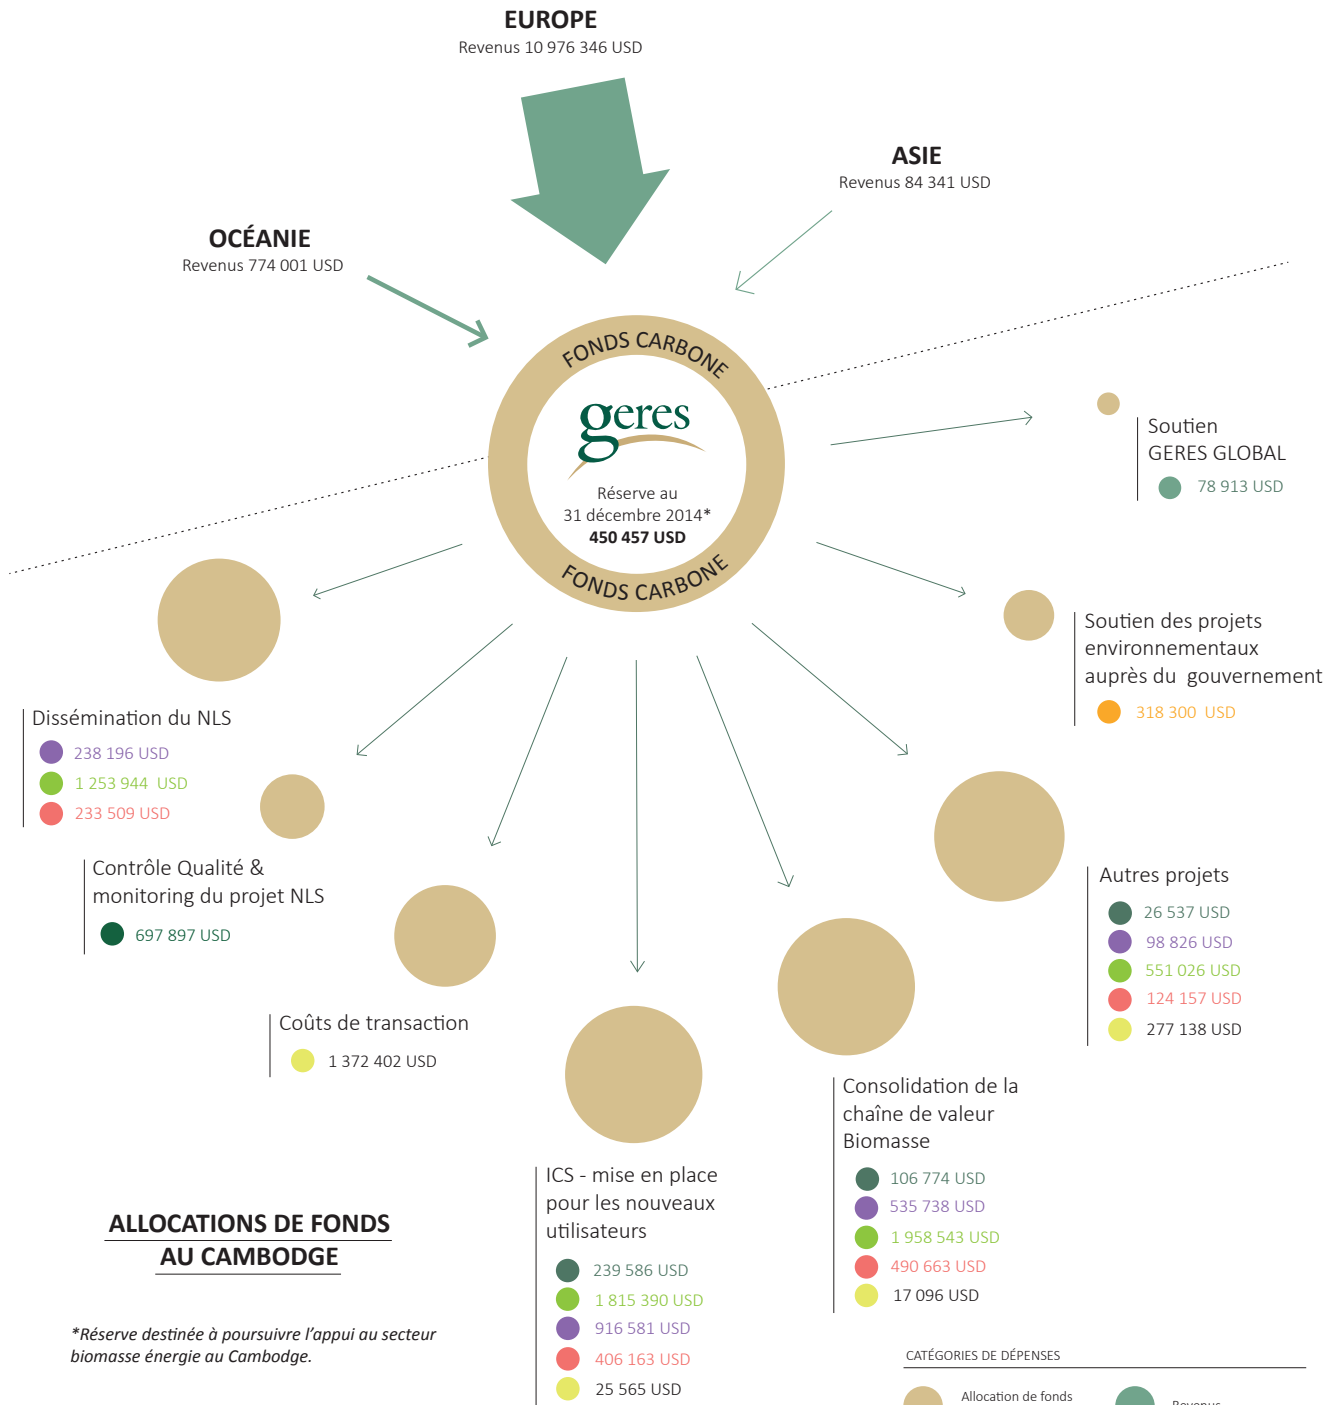 EUROPE
Revenus 10 976 346 USD
ASIE
Revenus 84 341 USD
OCÉANIE
Revenus 774 001 USD
FONDS CARBONE
geres
Réserve au
31 décembre 2014*
450 457 USD
FONDS CARBONE
Soutien
GERES GLOBAL
78 913 USD
Soutien des projets
environnementaux
auprès du gouvernement
318 300 USD
Dissémination du NLS
238 196 USD
1 253 944 USD
233 509 USD
Contrôle Qualité &
monitoring du projet NLS
697 897 USD
Autres projets
26 537 USD
98 826 USD
551 026 USD
124 157 USD
277 138 USD
Coûts de transaction
1 372 402 USD
Consolidation de la
chaîne de valeur
Biomasse
106 774 USD
535 738 USD
1 958 543 USD
490 663 USD
17 096 USD
ICS - mise en place
pour les nouveaux
utilisateurs
239 586 USD
1 815 390 USD
916 581 USD
406 163 USD
25 565 USD
ALLOCATIONS DE FONDS
AU CAMBODGE
*Réserve destinée à poursuivre l'appui au secteur
biomasse énergie au Cambodge.
CATÉGORIES DE DÉPENSES
Allocation de fonds
Revenus